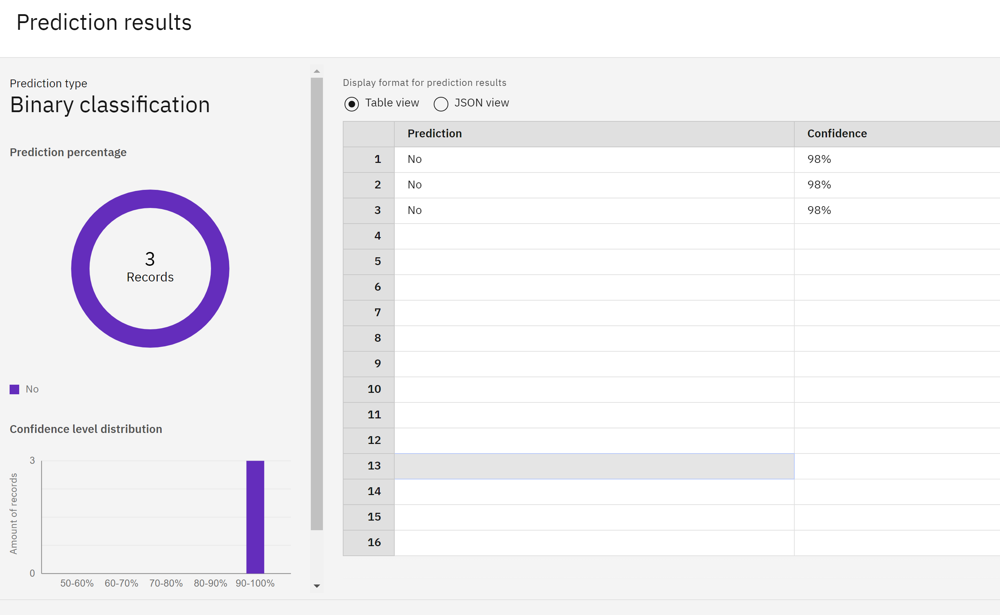 Prediction results
Prediction type
Binary classification
Prediction percentage
3
Records
No
Confidence level distribution
3
Amount of records
0
50-60% 60-70% 70-80% 80-90% 90-100%
Display format for prediction results
Table view JSON view
Prediction Confidence
1 No 98%
2 No 98%
3 No 98%
4
5
6
7
8
9
10
11
12
13
14
15
16